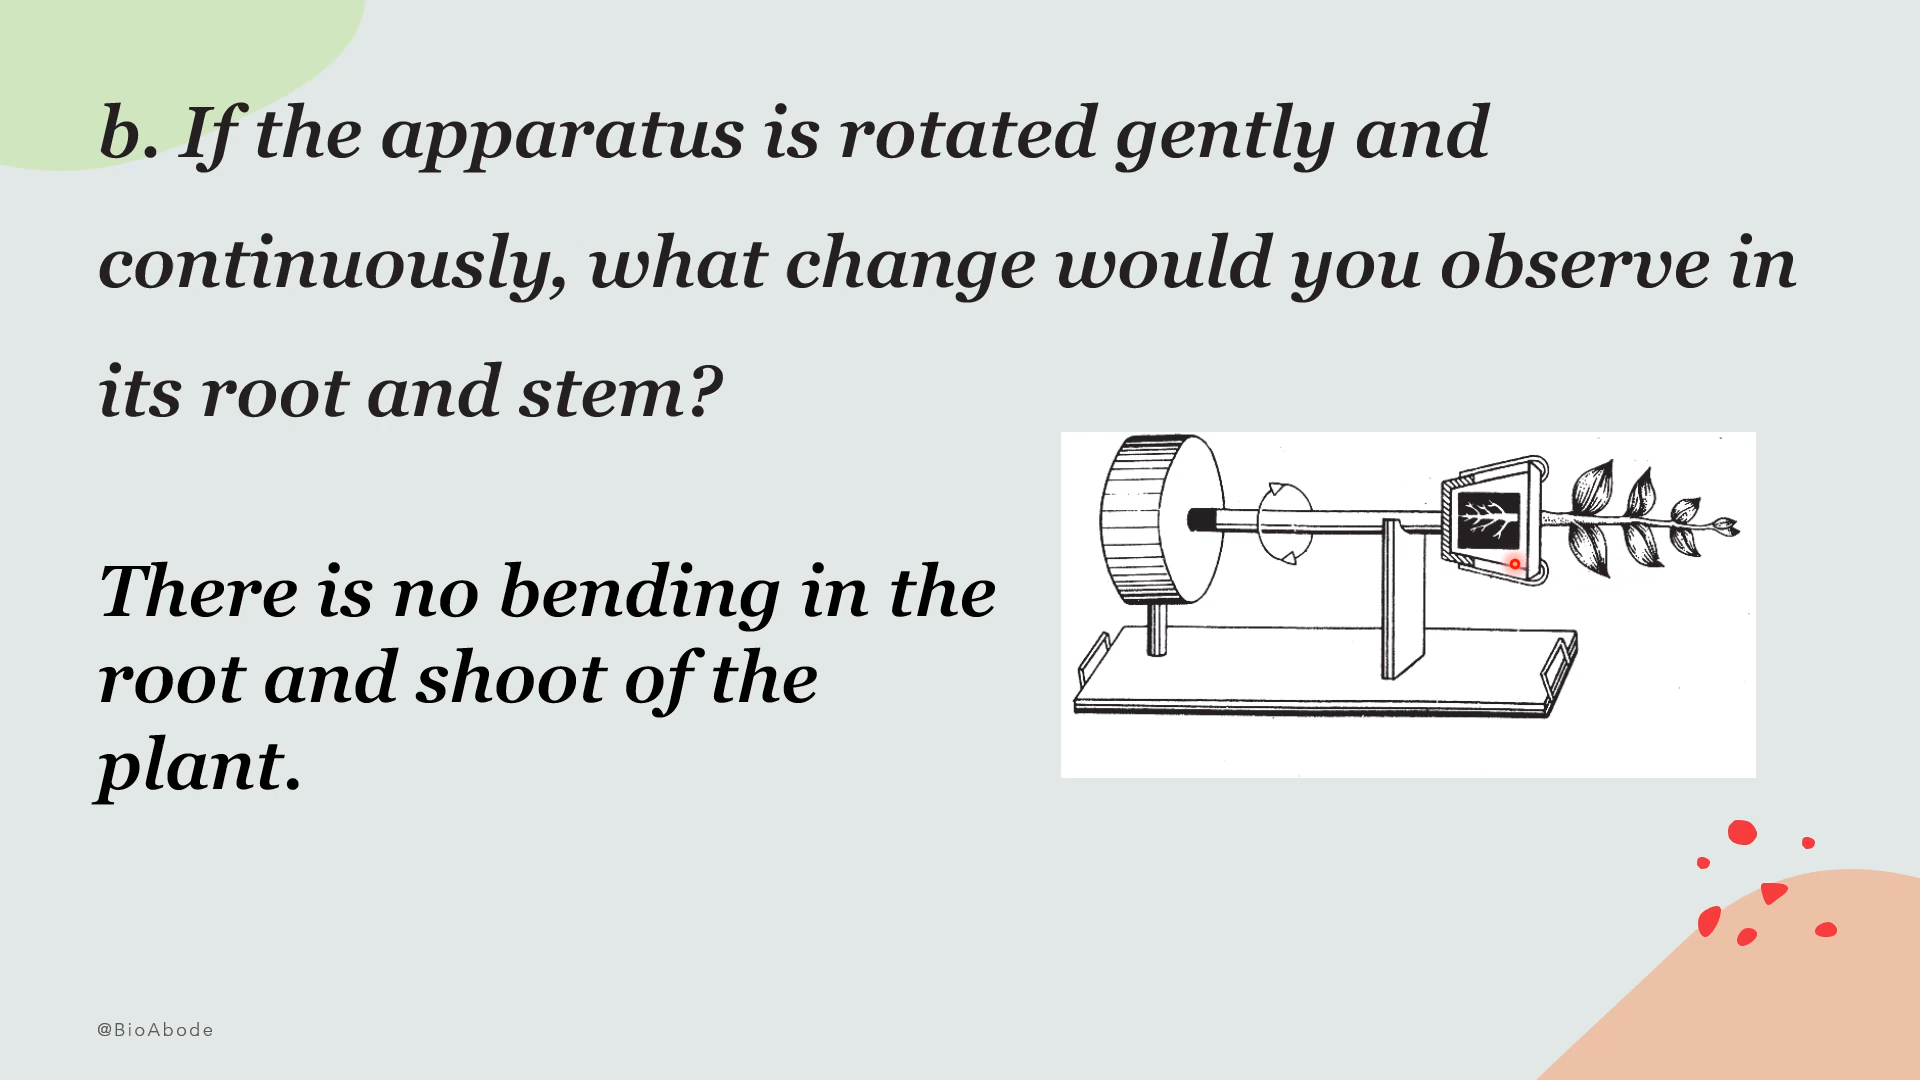 b. If the apparatus is rotated gently and
continuously, what change would you observe in
its root and stem?
There is no bending in the
root and shoot of the
plant.
@BioAbode